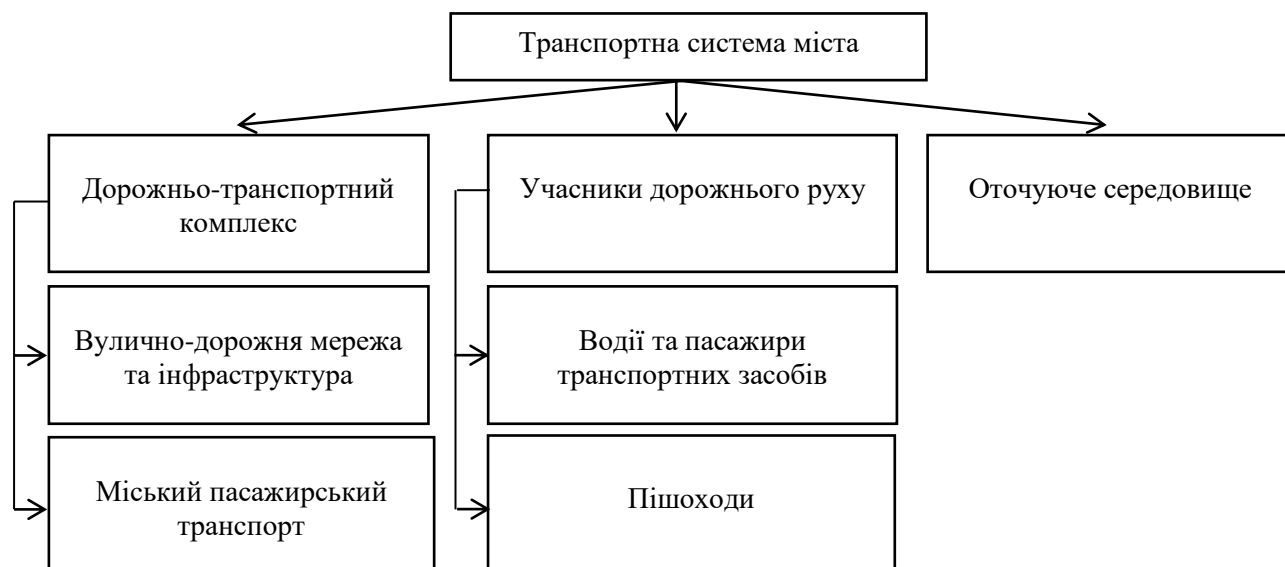 Транспортна система міста
Дорожньо-транспортний
комплекс
Учасники дорожнього руху
Оточуюче середовище
Вулично-дорожня мережа
та інфраструктура
Водії та пасажири
транспортних засобів
Міський пасажирський
транспорт
Пішоходи